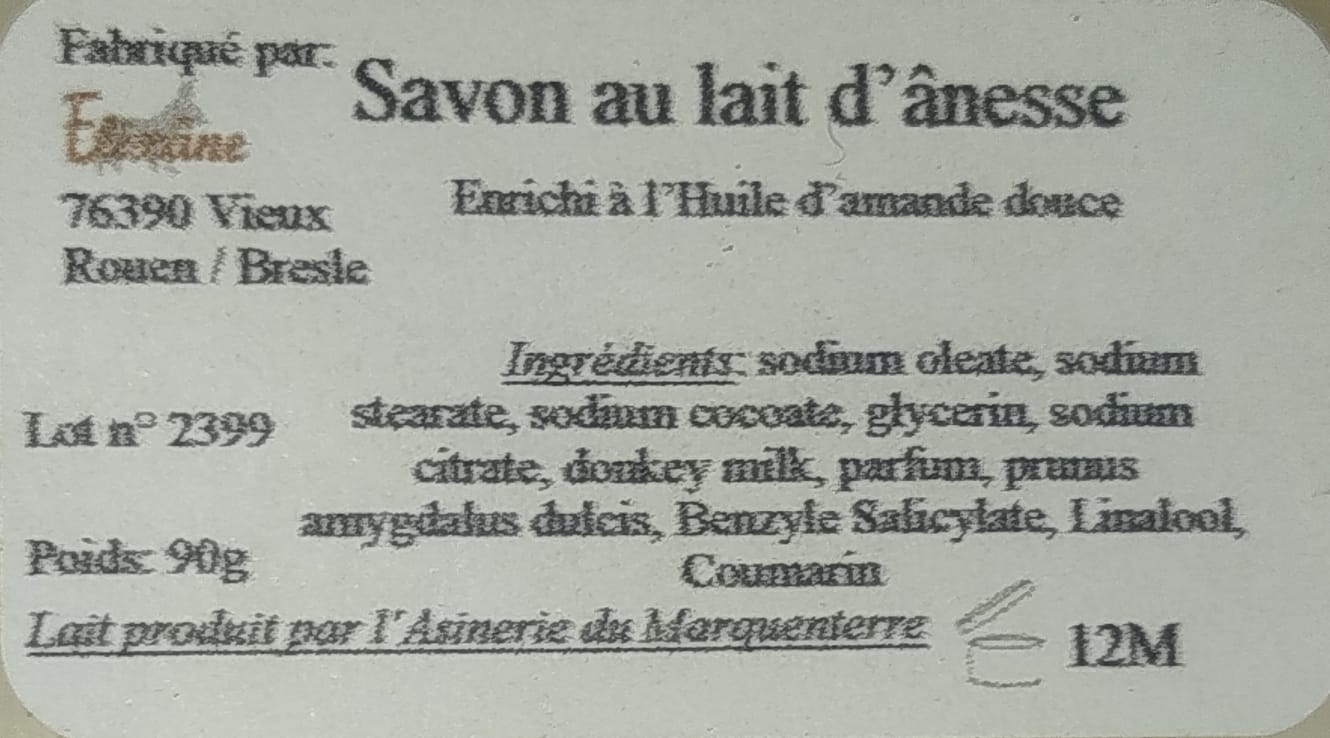 Fabriqué par:
Savon au lait d'ânesse
76390 Vieux
Rouen / Bresle
Enrichi à l'Huile d'amande douce
Ingrédients: sodium oleate, sodium
stearate, sodium cocoate, glycerin, sodium
citrate, donkey milk, parfum, prunus
amygdalus dulcis, Benzyle Salicylate, Linalool,
Coumarin
Lot n° 2399
Poids: 90g
Lait produit par l'Asinerie du Marquenterre
12M